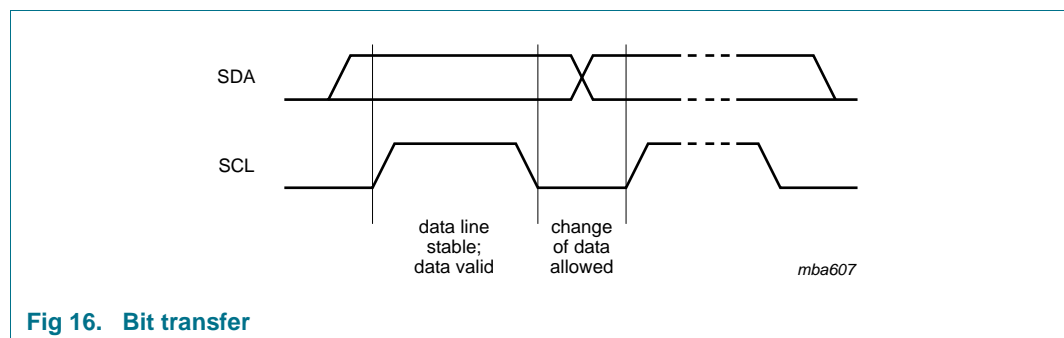 SDA
SCL
data line
stable;
data valid
change
of data
allowed
mba607
Fig 16. Bit transfer